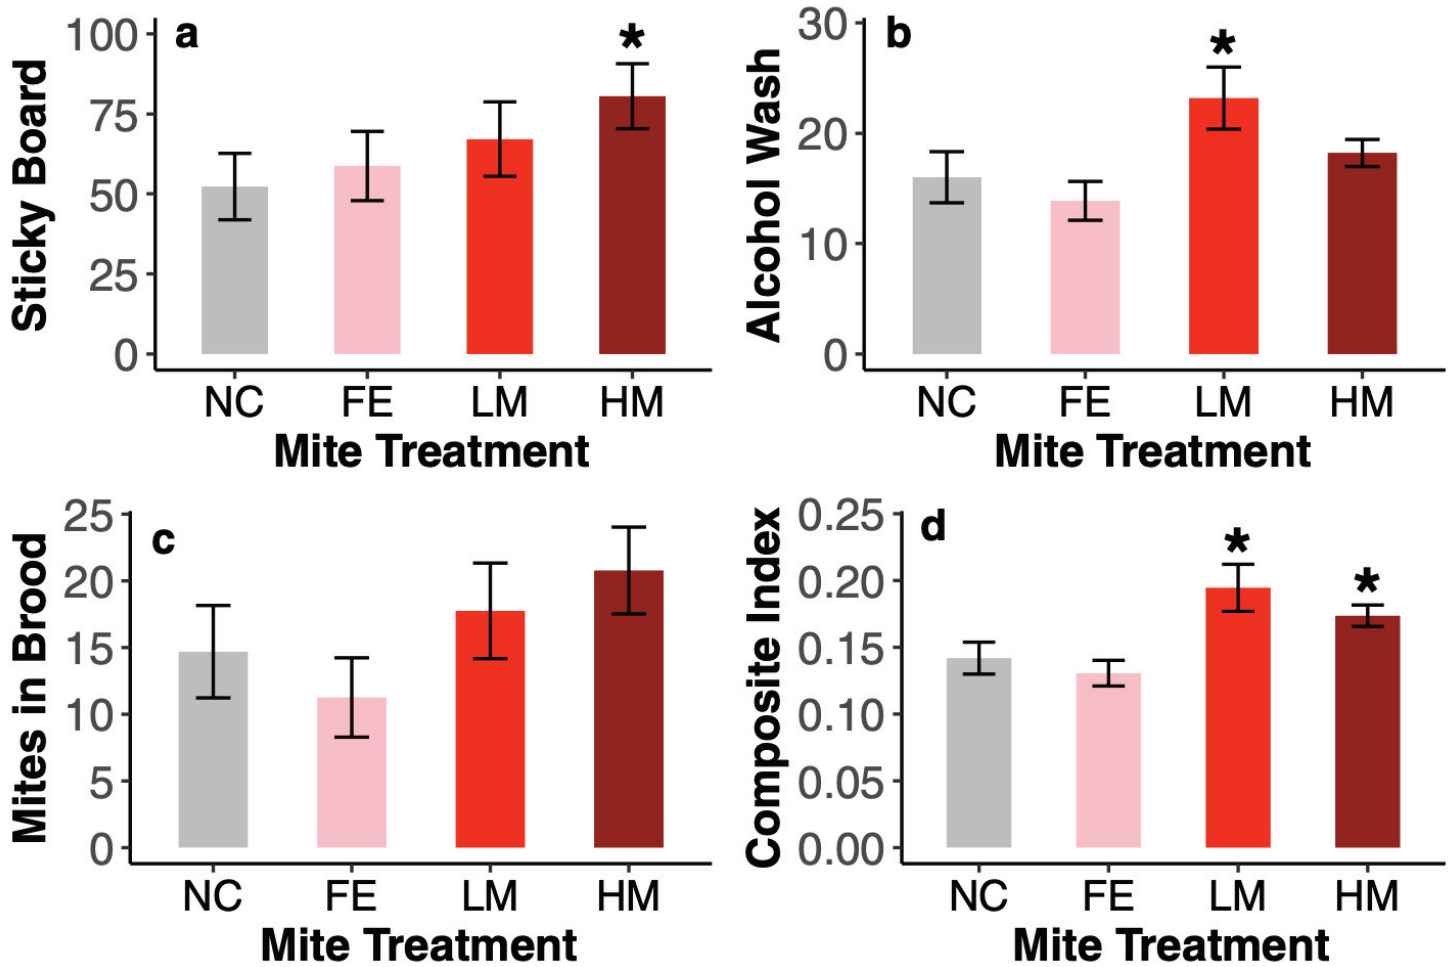 a
*
Sticky Board
100
75
50
25
0
NC FE LM HM
Mite Treatment
b
*
Alcohol Wash
30
20
10
0
NC FE LM HM
Mite Treatment
c
Mites in Brood
25
20
15
10
5
0
NC FE LM HM
Mite Treatment
d
*
*
Composite Index
0.25
0.20
0.15
0.10
0.05
0.00
NC FE LM HM
Mite Treatment